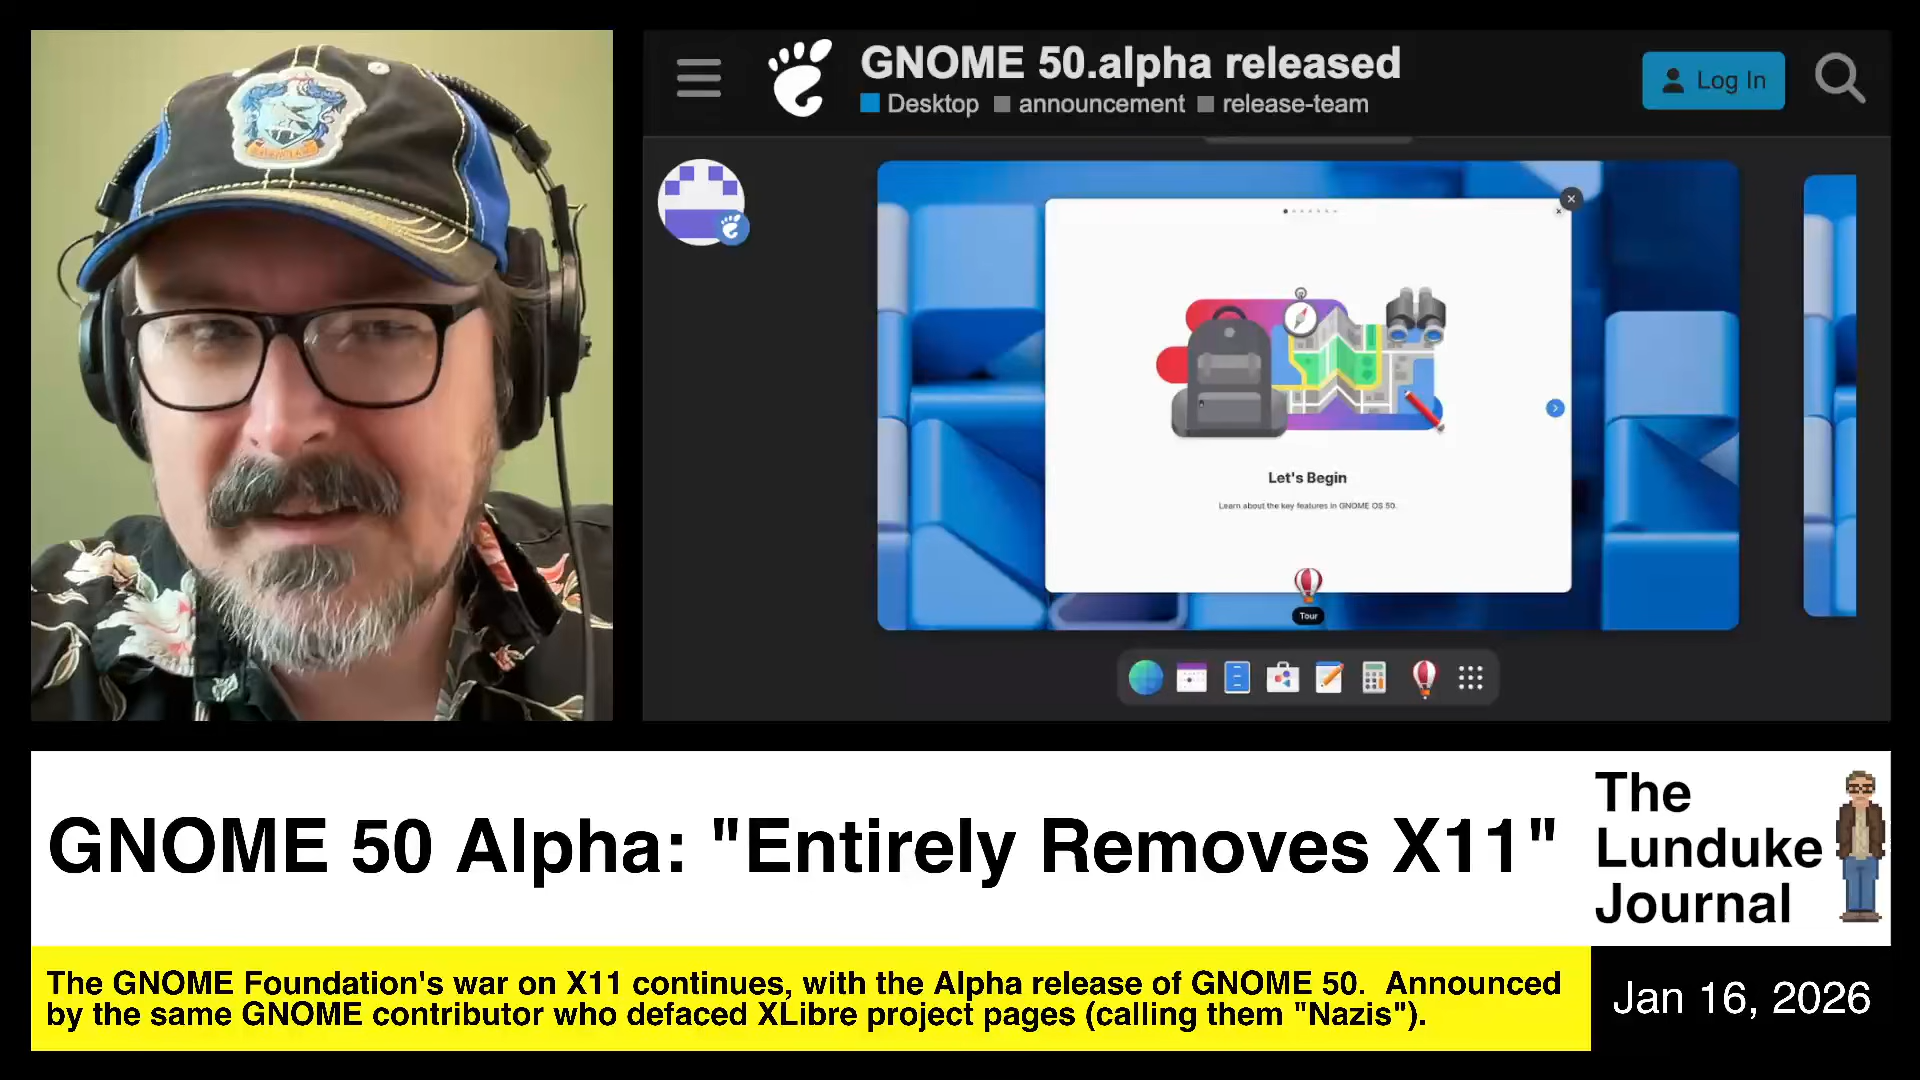 GNOME 50.alpha released
Desktop announcement release-team
Log In
Let's Begin
Learn about the key features in GNOME OS 50.
Tour
GNOME 50 Alpha: "Entirely Removes X11"
The
Lunduke
Journal
The GNOME Foundation's war on X11 continues, with the Alpha release of GNOME 50. Announced
by the same GNOME contributor who defaced XLibre project pages (calling them "Nazis").
Jan 16, 2026